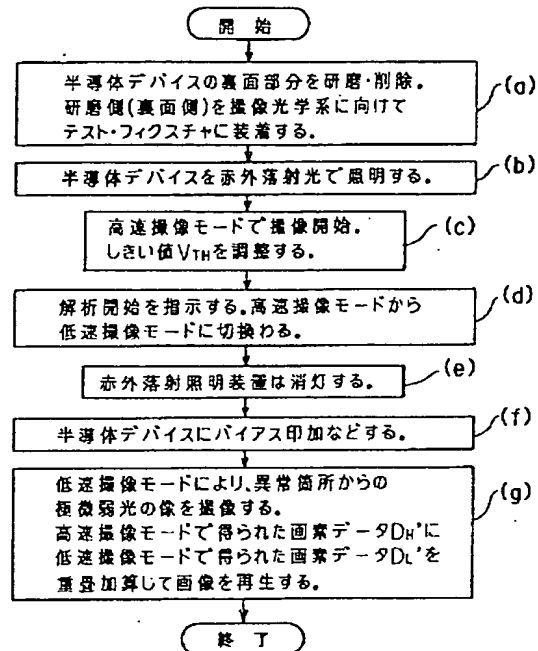 開始
半導体デバイスの裏面部分を研磨・削除。
研磨側(裏面側)を撮像光学系に向けて
テスト・フィクスチャに装着する。
(a)
半導体デバイスを赤外落射光で照明する。
(b)
高速撮像モードで撮像開始。
しきい値VTHを調整する。
(c)
解析開始を指示する。高速撮像モードから
低速撮像モードに切換わる。
(d)
赤外落射照明装置は消灯する。
(e)
半導体デバイスにバイアス印加などする。
(f)
低速撮像モードにより、異常箇所からの
極微弱光の像を撮像する。
高速撮像モードで得られた画素データDH'に
低速撮像モードで得られた画素データDL'を
重畳加算して画像を再生する。
(g)
終了